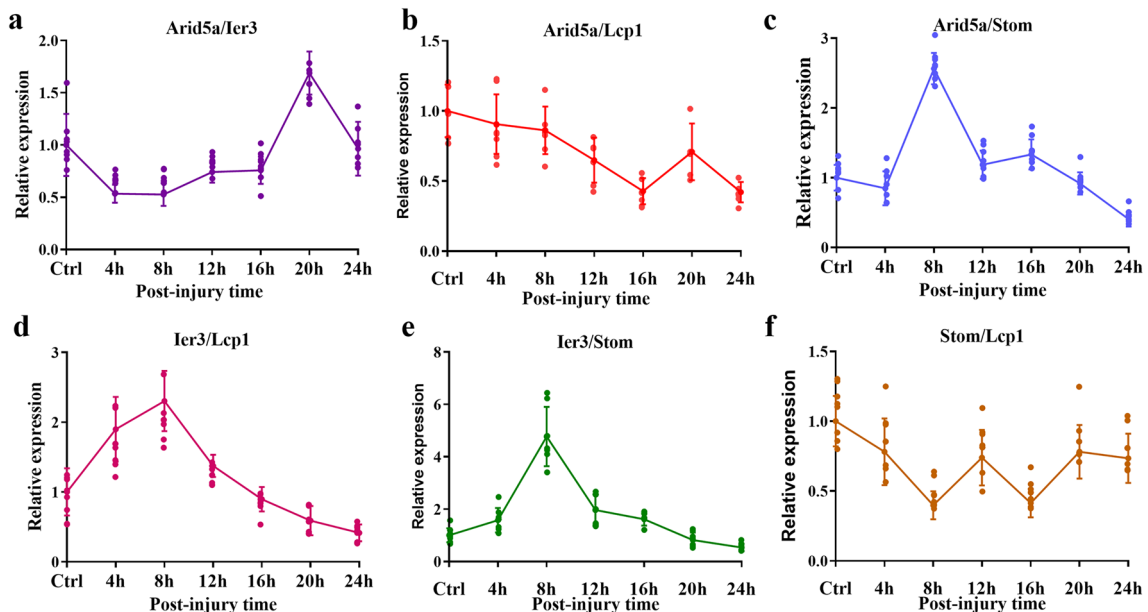 a
Arid5a/Ier3
Relative expression
2.0
1.5
1.0
0.5
0.0
Ctrl 4h 8h 12h 16h 20h 24h
Post-injury time
b
Arid5a/Lcp1
Relative expression
1.5
1.0
0.5
0.0
Ctrl 4h 8h 12h 16h 20h 24h
Post-injury time
c
Arid5a/Stom
Relative expression
3
2
1
0
Ctrl 4h 8h 12h 16h 20h 24h
Post-injury time
d
Ier3/Lcp1
Relative expression
3
2
1
0
Ctrl 4h 8h 12h 16h 20h 24h
Post-injury time
e
Ier3/Stom
Relative expression
8
6
4
2
0
Ctrl 4h 8h 12h 16h 20h 24h
Post-injury time
f
Stom/Lcp1
Relative expression
1.5
1.0
0.5
0.0
Ctrl 4h 8h 12h 16h 20h 24h
Post-injury time